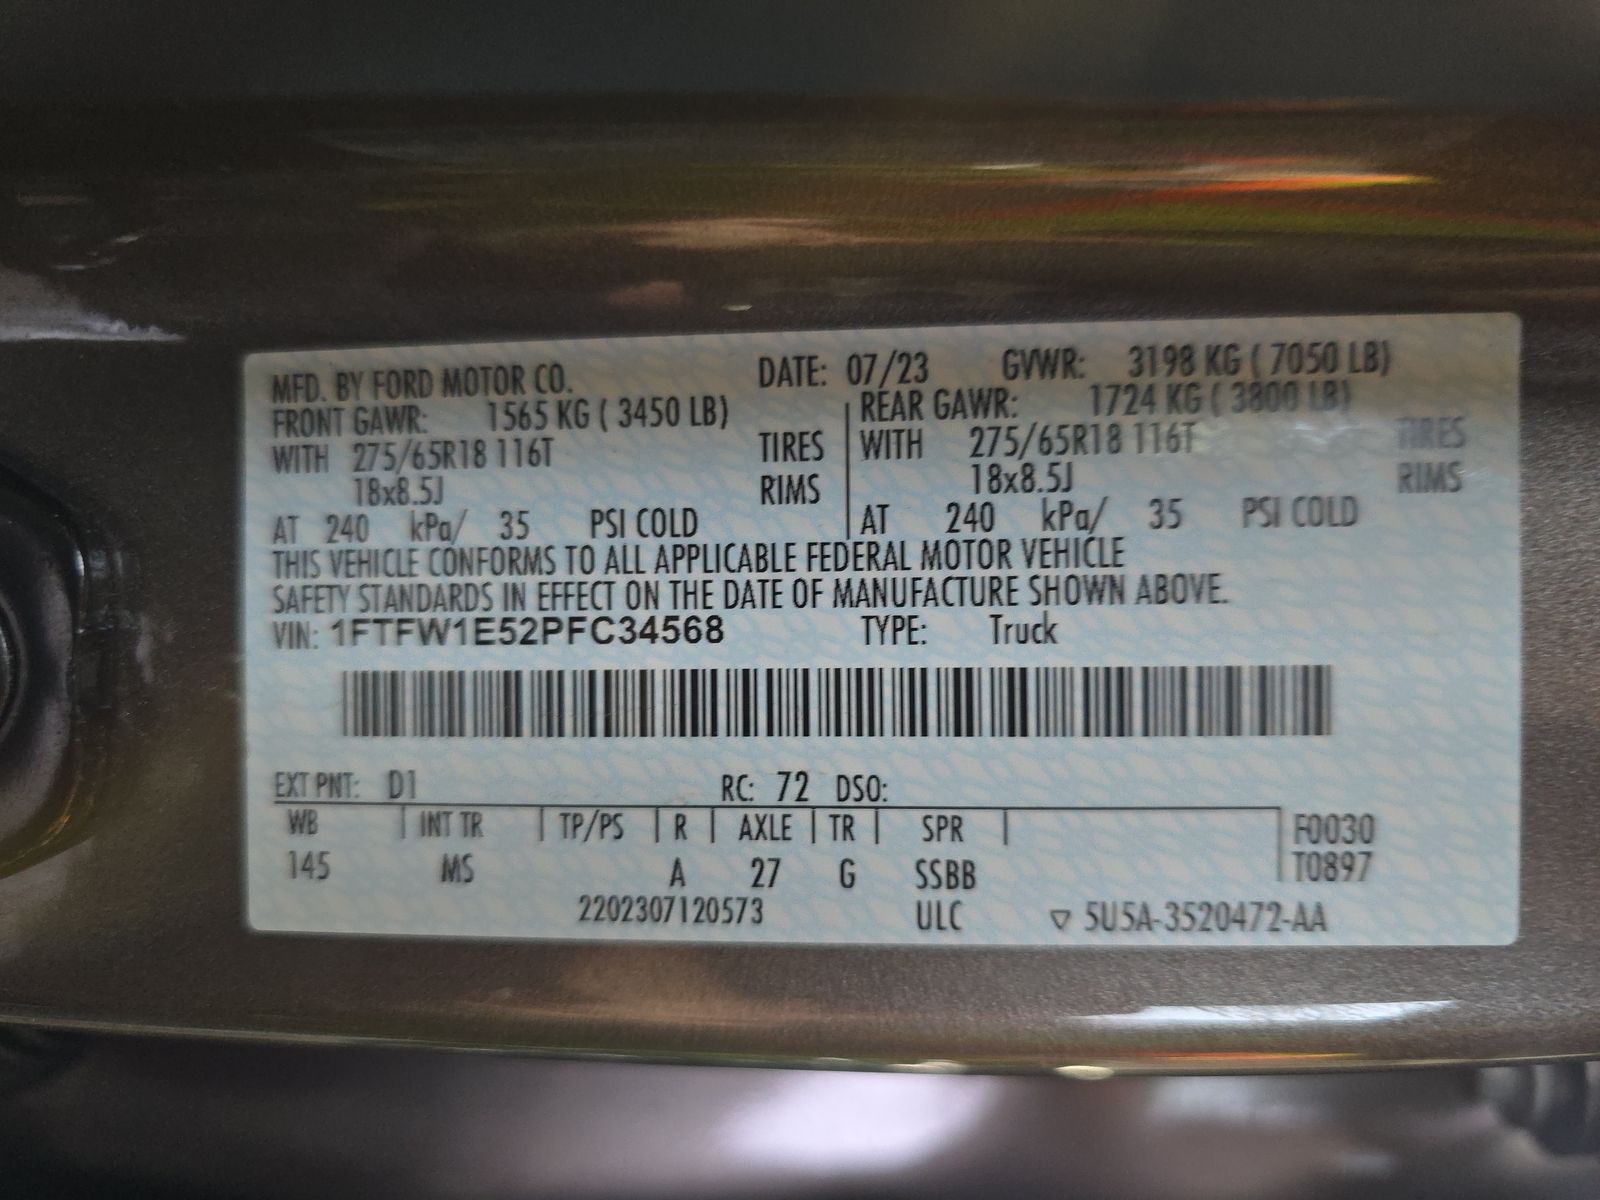 MFD. BY FORD MOTOR CO. DATE: 07/23 GVWR: 3198 KG ( 7050 LB)
FRONT GAWR: 1565 KG ( 3450 LB) REAR GAWR: 1724 KG ( 3800 LB)
WITH 275/65R18 116T TIRES WITH 275/65R18 116T TIRES
18x8.5J RIMS 18x8.5J RIMS
AT 240 kPa/ 35 PSI COLD AT 240 kPa/ 35 PSI COLD
THIS VEHICLE CONFORMS TO ALL APPLICABLE FEDERAL MOTOR VEHICLE
SAFETY STANDARDS IN EFFECT ON THE DATE OF MANUFACTURE SHOWN ABOVE.
VIN: 1FTFW1E52PFC34568 TYPE: Truck
EXT PNT: D1 RC: 72 DSO:
WB INT TR TP/PS R AXLE TR SPR F0030
145 MS A 27 G SSBB T0897
2202307120573 ULC ▽ 5U5A-3520472-AA